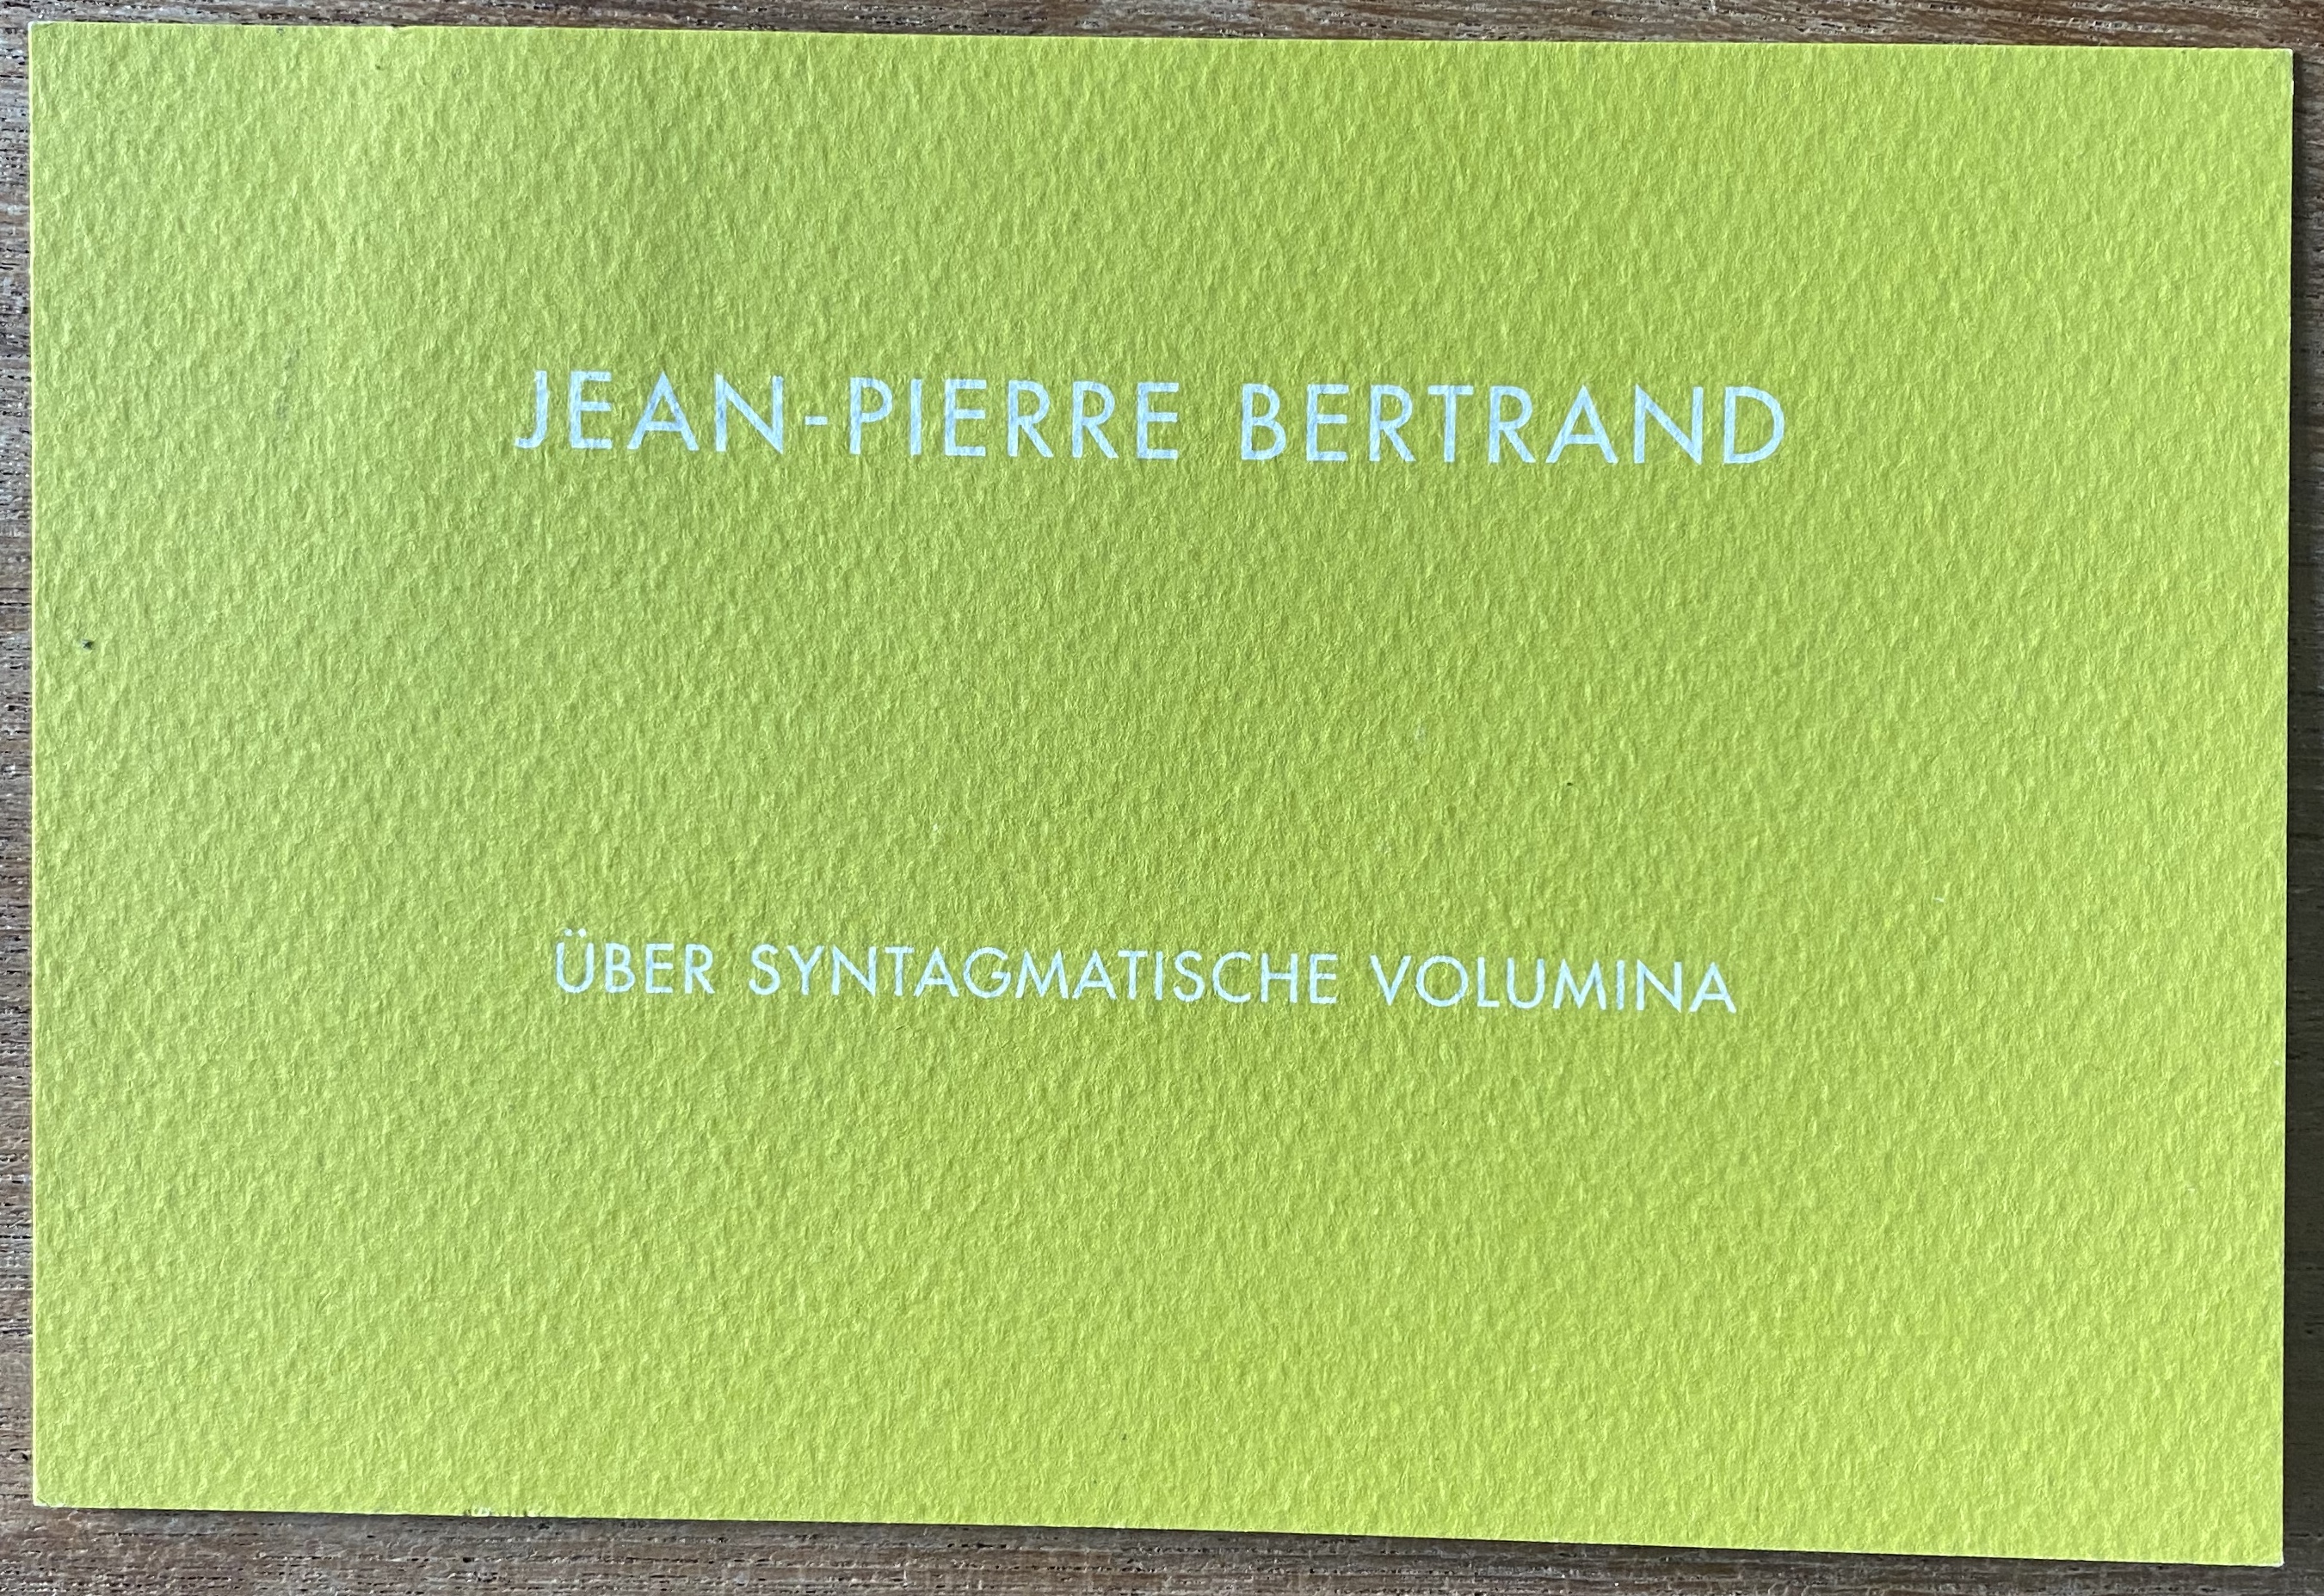 JEAN-PIERRE BERTRAND
ÜBER SYNTAGMATISCHE VOLUMINA